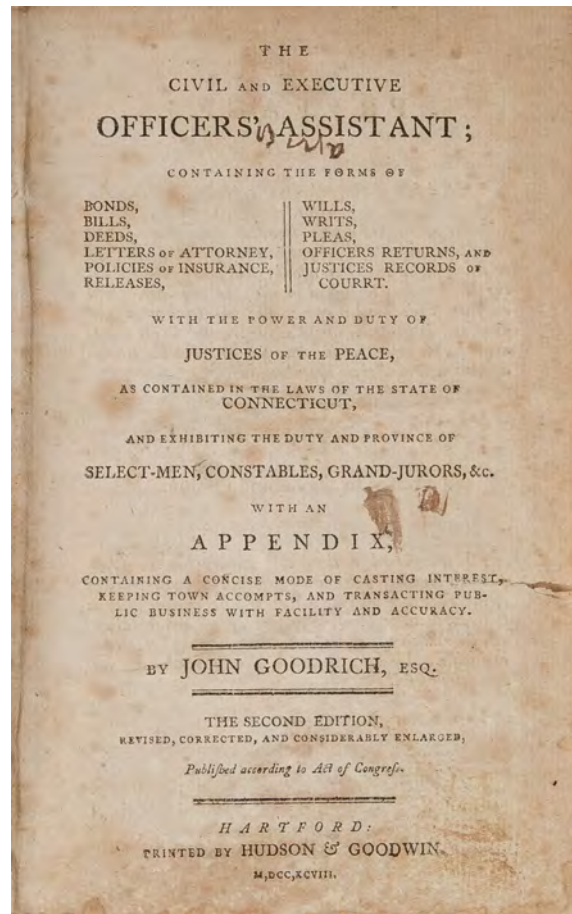 THE
CIVIL AND EXECUTIVE
OFFICERS' ASSISTANT;
CONTAINING THE FORMS OF
BONDS,
BILLS,
DEEDS,
LETTERS OF ATTORNEY,
POLICIES OF INSURANCE,
RELEASES,
WILLS,
WRITS,
PLEAS,
OFFICERS RETURNS, AND
JUSTICES RECORDS OF
COURRT.
WITH THE POWER AND DUTY OF
JUSTICES OF THE PEACE,
AS CONTAINED IN THE LAWS OF THE STATE OF
CONNECTICUT,
AND EXHIBITING THE DUTY AND PROVINCE OF
SELECT-MEN, CONSTABLES, GRAND-JURORS, &c.
WITH AN
APPENDIX,
CONTAINING A CONCISE MODE OF CASTING INTEREST,
KEEPING TOWN ACCOMPTS, AND TRANSACTING PUB-
LIC BUSINESS WITH FACILITY AND ACCURACY.
BY JOHN GOODRICH, ESQ.
THE SECOND EDITION,
REVISED, CORRECTED, AND CONSIDERABLY ENLARGED,
Publiſhed according to Act of Congreſs.
HARTFORD:
PRINTED BY HUDSON & GOODWIN.
M,DCC,XCVIII.